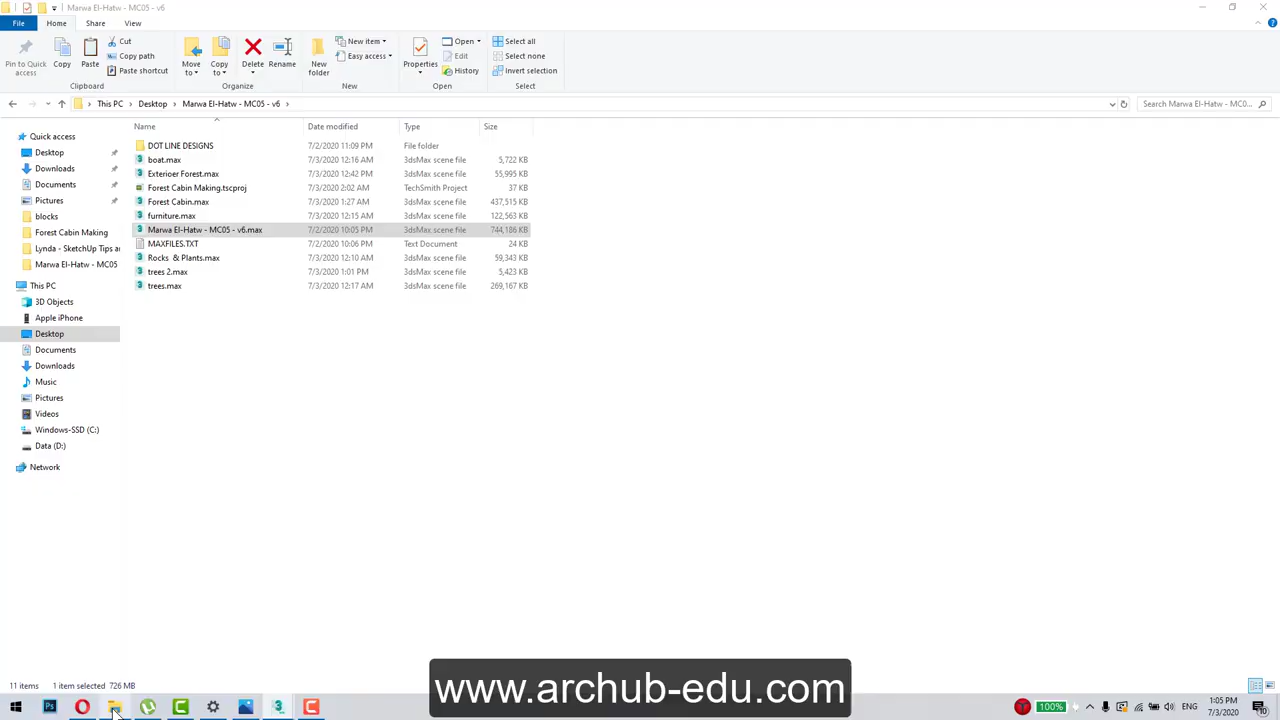 Marwa El-Hatw - MC05 - v6
File Home Share View
Pin to Quick access
Copy
Paste
Cut
Copy path
Paste shortcut
Move to
Copy to
Delete
Rename
New folder
New item
Easy access
Properties
Open
Edit
History
Select all
Select none
Invert selection
Clipboard Organize New Open Select
This PC > Desktop > Marwa El-Hatw - MC05 - v6 >
Search Marwa El-Hatw - MC0...
Name Date modified Type Size
DOT LINE DESIGNS 7/2/2020 11:09 PM File folder
boat.max 7/3/2020 12:16 AM 3dsMax scene file 5,722 KB
Exterioer Forest.max 7/3/2020 12:42 PM 3dsMax scene file 55,995 KB
Forest Cabin Making.tscproj 7/3/2020 2:02 AM TechSmith Project 37 KB
Forest Cabin.max 7/3/2020 1:27 AM 3dsMax scene file 437,515 KB
furniture.max 7/3/2020 12:15 AM 3dsMax scene file 122,563 KB
Marwa El-Hatw - MC05 - v6.max 7/2/2020 10:05 PM 3dsMax scene file 744,186 KB
MAXFILES.TXT 7/2/2020 10:06 PM Text Document 24 KB
Rocks & Plants.max 7/3/2020 12:10 AM 3dsMax scene file 59,343 KB
trees 2.max 7/3/2020 1:01 PM 3dsMax scene file 5,423 KB
trees.max 7/3/2020 12:17 AM 3dsMax scene file 269,167 KB
Quick access
Desktop
Downloads
Documents
Pictures
blocks
Forest Cabin Making
Lynda - SketchUp Tips a
Marwa El-Hatw - MC05
This PC
3D Objects
Apple iPhone
Desktop
Documents
Downloads
Music
Pictures
Videos
Windows-SSD (C:)
Data (D:)
Network
11 items 1 item selected 726 MB
www.archub-edu.com
100%
ENG
1:05 PM
7/3/2020
10